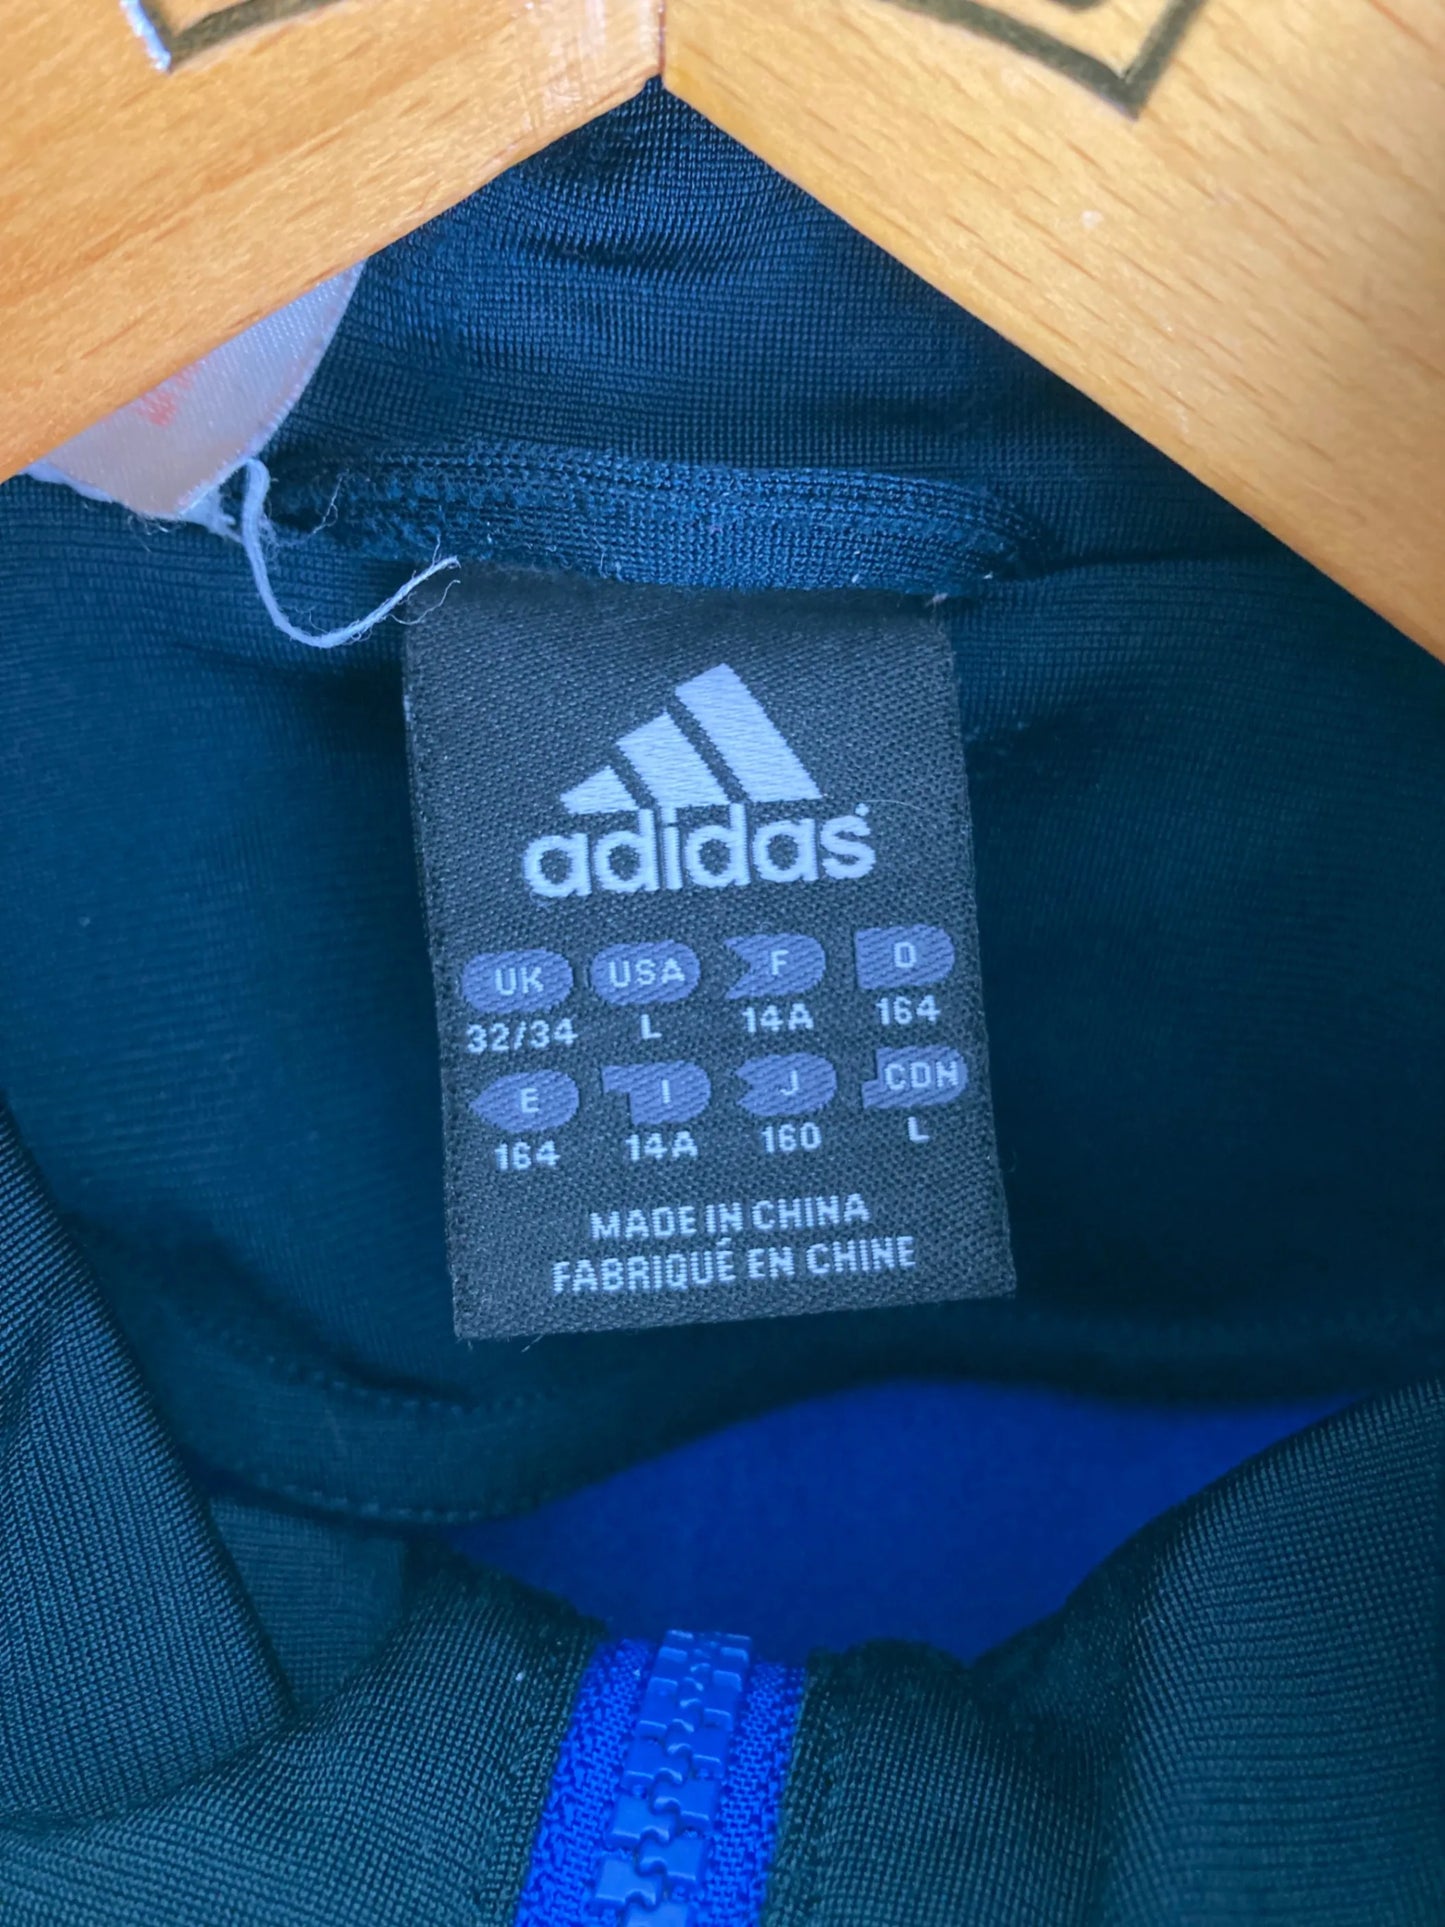 adidas
UK USA F D
32/34 L 14A 164
E I J CDN
164 14A 160 L
MADE IN CHINA
FABRIQUÉ EN CHINE